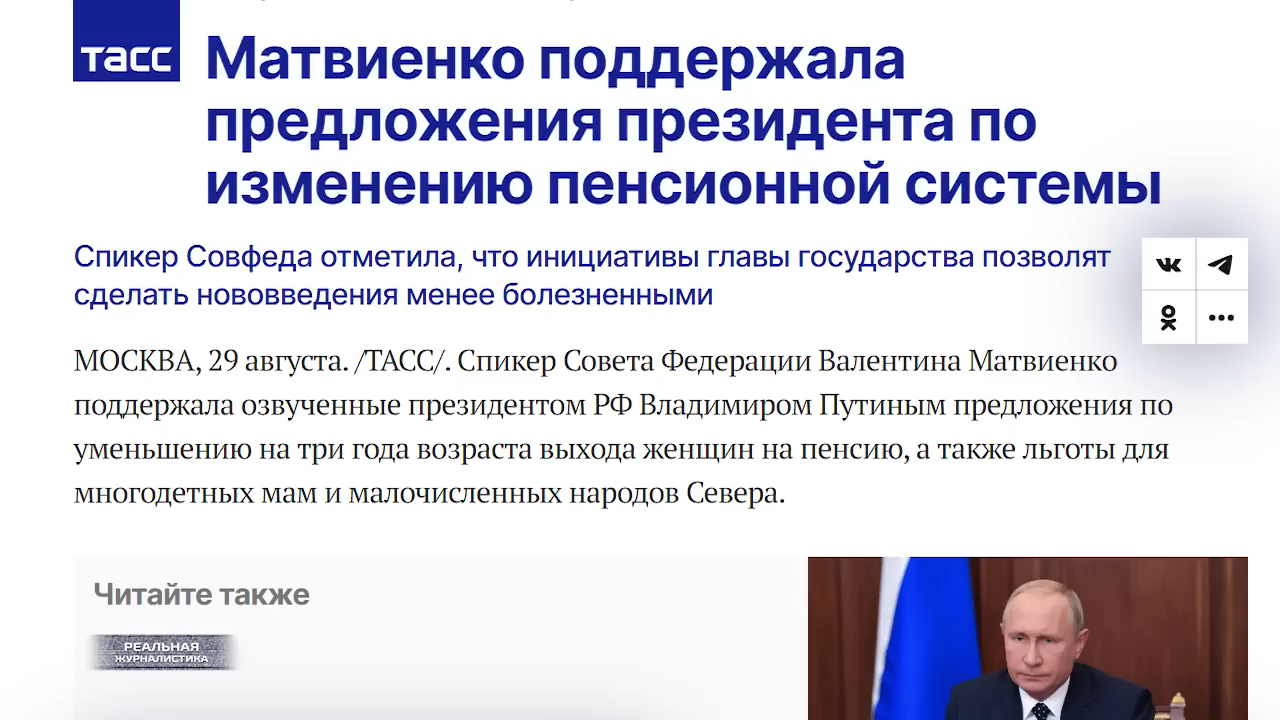 тасс
Матвиенко поддержала
предложения президента по
изменению пенсионной системы
Спикер Совфеда отметила, что инициативы главы государства позволят
сделать нововведения менее болезненными
МОСКВА, 29 августа. /ТАСС/. Спикер Совета Федерации Валентина Матвиенко
поддержала озвученные президентом РФ Владимиром Путиным предложения по
уменьшению на три года возраста выхода женщин на пенсию, а также льготы для
многодетных мам и малочисленных народов Севера.
Читайте также
РЕАЛЬНАЯ
ЖУРНАЛИСТИКА